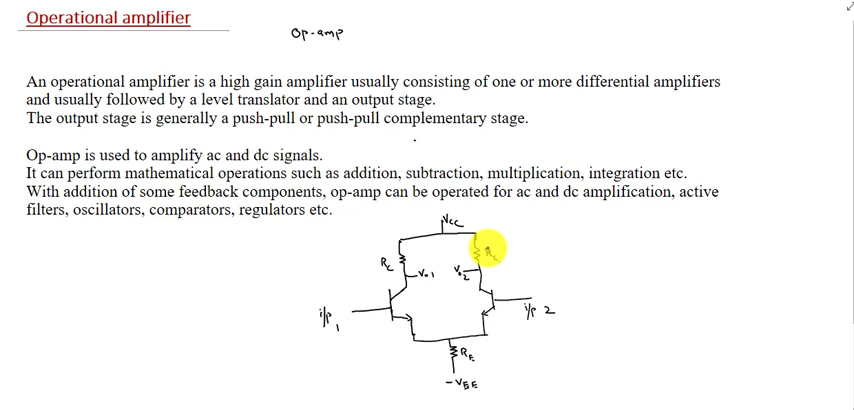 Operational amplifier
Op-amp
An operational amplifier is a high gain amplifier usually consisting of one or more differential amplifiers
and usually followed by a level translator and an output stage.
The output stage is generally a push-pull or push-pull complementary stage.
Op-amp is used to amplify ac and dc signals.
It can perform mathematical operations such as addition, subtraction, multiplication, integration etc.
With addition of some feedback components, op-amp can be operated for ac and dc amplification, active
filters, oscillators, comparators, regulators etc.
Vcc
Rc Rc
Vo1 Vo2
i/p1 i/p 2
RE
-VEE